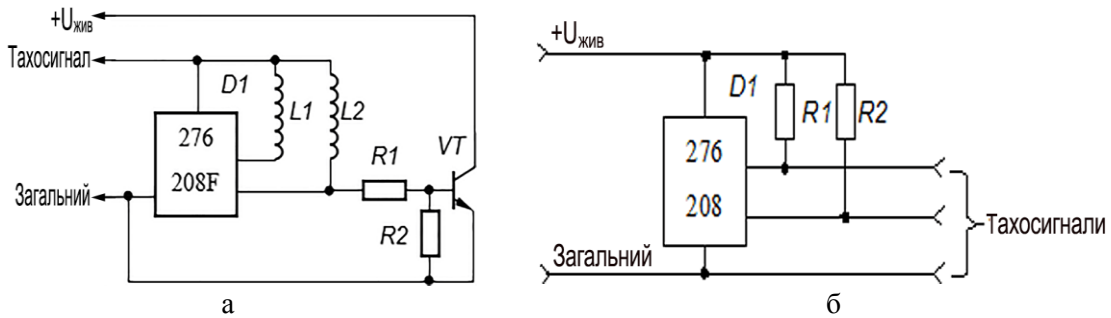 +Uжив
Тахосигнал
D1
L1
L2
276
208F
R1
VT
Загальний
R2
а
+Uжив
D1
R1
R2
276
208
Тахосигнали
Загальний
б